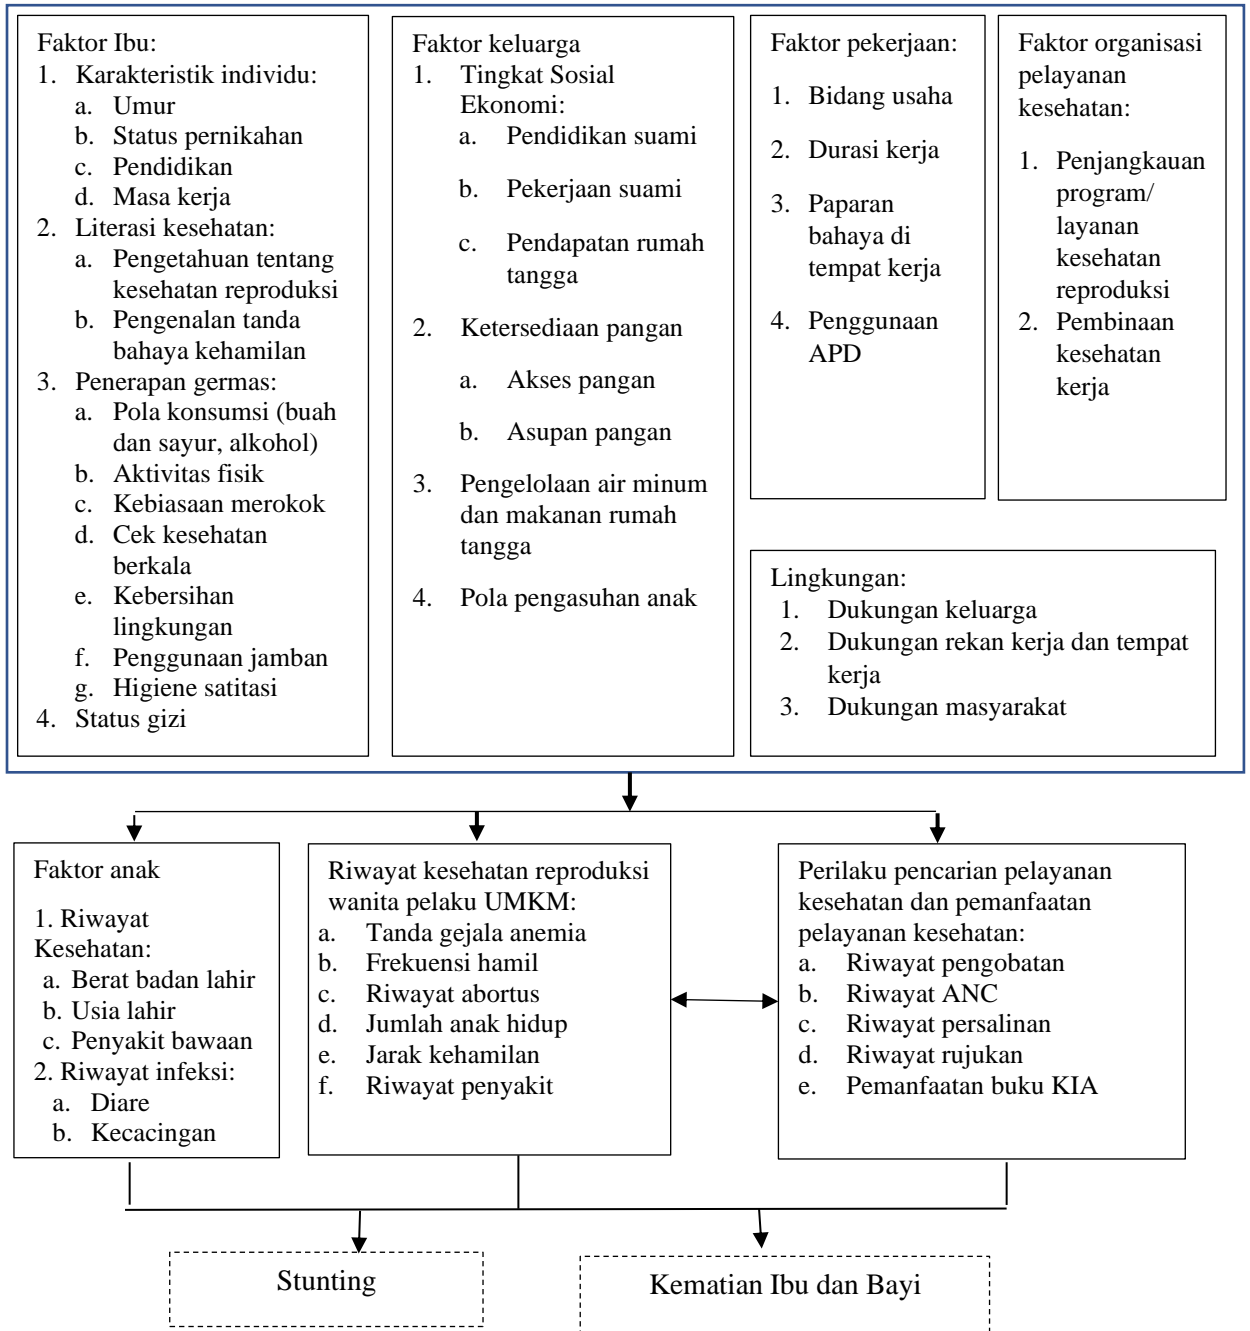 Faktor Ibu:
1. Karakteristik individu:
a. Umur
b. Status pernikahan
c. Pendidikan
d. Masa kerja
2. Literasi kesehatan:
a. Pengetahuan tentang
kesehatan reproduksi
b. Pengenalan tanda
bahaya kehamilan
3. Penerapan germas:
a. Pola konsumsi (buah
dan sayur, alkohol)
b. Aktivitas fisik
c. Kebiasaan merokok
d. Cek kesehatan
berkala
e. Kebersihan
lingkungan
f. Penggunaan jamban
g. Higiene satitasi
4. Status gizi
Faktor keluarga
1. Tingkat Sosial
Ekonomi:
a. Pendidikan suami
b. Pekerjaan suami
c. Pendapatan rumah
tangga
2. Ketersediaan pangan
a. Akses pangan
b. Asupan pangan
3. Pengelolaan air minum
dan makanan rumah
tangga
4. Pola pengasuhan anak
Faktor pekerjaan:
1. Bidang usaha
2. Durasi kerja
3. Paparan
bahaya di
tempat kerja
4. Penggunaan
APD
Faktor organisasi
pelayanan
kesehatan:
1. Penjangkauan
program/
layanan
kesehatan
reproduksi
2. Pembinaan
kesehatan
kerja
Lingkungan:
1. Dukungan keluarga
2. Dukungan rekan kerja dan tempat
kerja
3. Dukungan masyarakat
Faktor anak
1. Riwayat
Kesehatan:
a. Berat badan lahir
b. Usia lahir
c. Penyakit bawaan
2. Riwayat infeksi:
a. Diare
b. Kecacingan
Riwayat kesehatan reproduksi
wanita pelaku UMKM:
a. Tanda gejala anemia
b. Frekuensi hamil
c. Riwayat abortus
d. Jumlah anak hidup
e. Jarak kehamilan
f. Riwayat penyakit
Perilaku pencarian pelayanan
kesehatan dan pemanfaatan
pelayanan kesehatan:
a. Riwayat pengobatan
b. Riwayat ANC
c. Riwayat persalinan
d. Riwayat rujukan
e. Pemanfaatan buku KIA
Stunting
Kematian Ibu dan Bayi